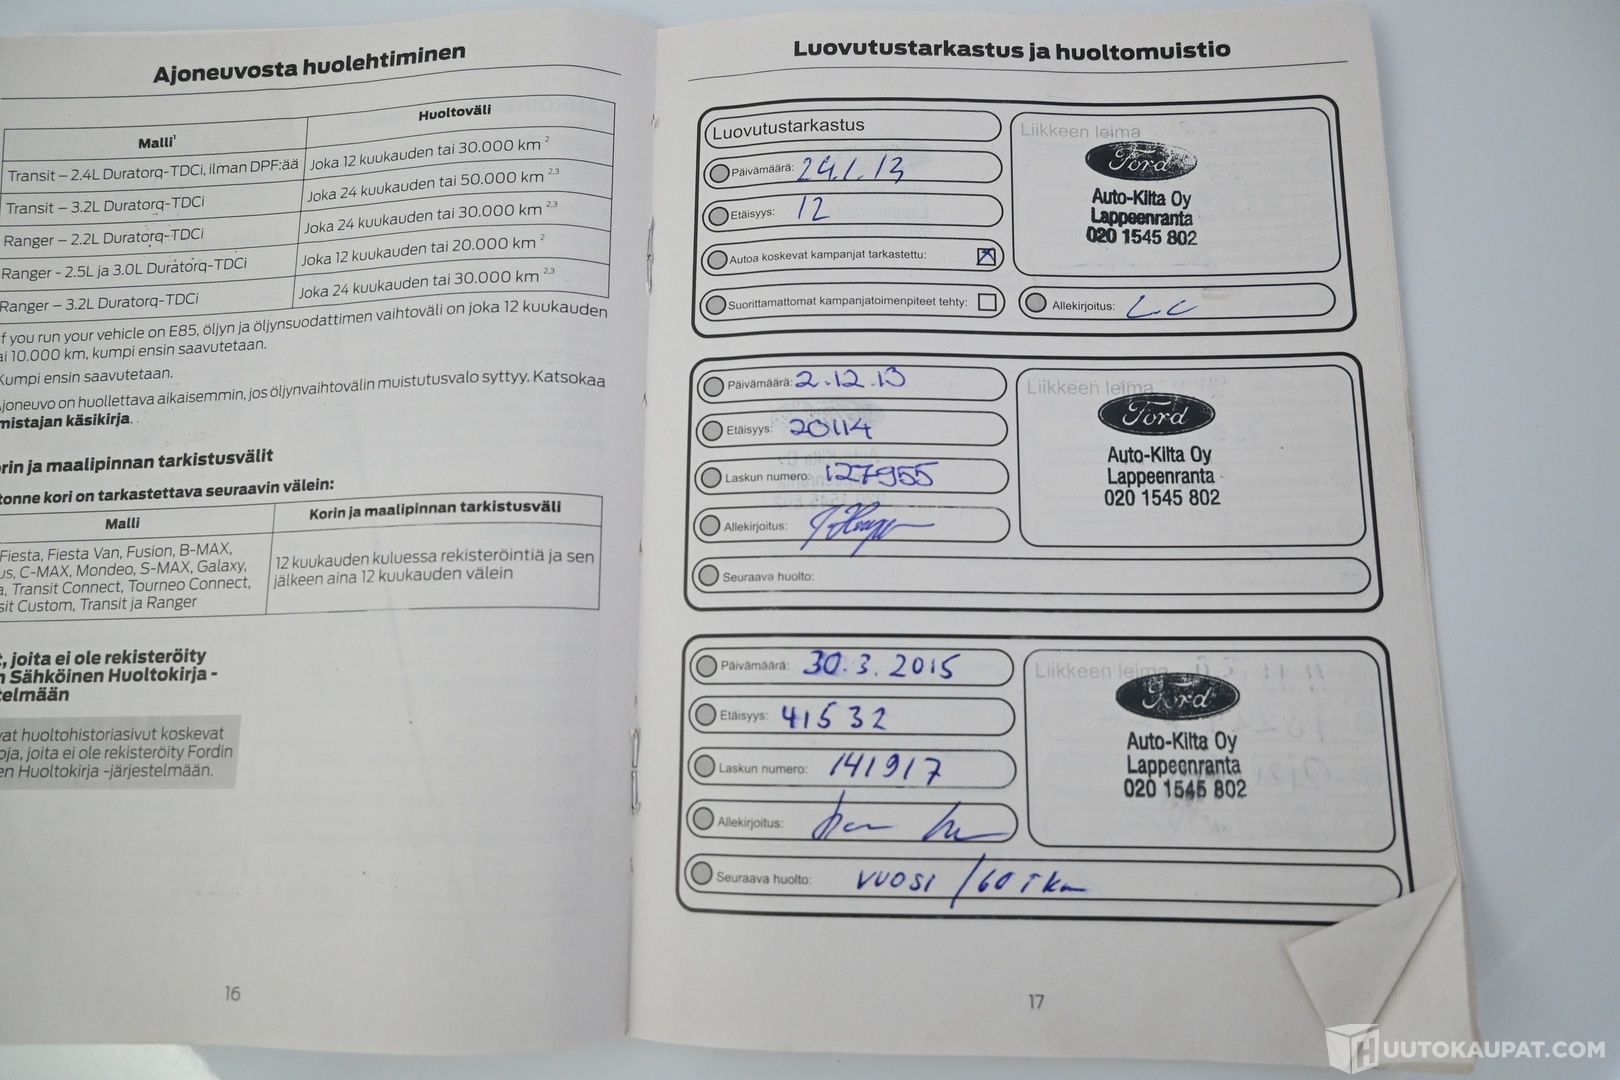 Ajoneuvosta huolehtiminen
Malli¹
Huoltoväli
Transit – 2.4L Duratorq-TDCi, ilman DPF:ää
Joka 12 kuukauden tai 30.000 km ²
Transit – 3.2L Duratorq-TDCi
Joka 24 kuukauden tai 50.000 km ²,³
Ranger – 2.2L Duratorq-TDCi
Joka 24 kuukauden tai 30.000 km ²,³
Ranger - 2.5L ja 3.0L Duratorq-TDCi
Joka 12 kuukauden tai 20.000 km ²
Ranger – 3.2L Duratorq-TDCi
Joka 24 kuukauden tai 30.000 km ²,³
f you run your vehicle on E85, öljyn ja öljynsuodattimen vaihtoväli on joka 12 kuukauden
ai 10.000 km, kumpi ensin saavutetaan.
Kumpi ensin saavutetaan.
Ajoneuvo on huollettava aikaisemmin, jos öljynvaihtovälin muistutusvalo syttyy. Katsokaa
mistajan käsikirja.
orin ja maalipinnan tarkistusvälit
tonne kori on tarkastettava seuraavin välein:
Malli
Korin ja maalipinnan tarkistusväli
Fiesta, Fiesta Van, Fusion, B-MAX,
us, C-MAX, Mondeo, S-MAX, Galaxy,
a, Transit Connect, Tourneo Connect,
sit Custom, Transit ja Ranger
12 kuukauden kuluessa rekisteröintiä ja sen
jälkeen aina 12 kuukauden välein
t, joita ei ole rekisteröity
n Sähköinen Huoltokirja -
telmään
vat huoltohistoriasivut koskevat
oja, joita ei ole rekisteröity Fordin
en Huoltokirja -järjestelmään.
16
Luovutustarkastus ja huoltomuistio
Luovutustarkastus
Päivämäärä: 24.1.13
Etäisyys: 12
Autoa koskevat kampanjat tarkastettu:
Suorittamattomat kampanjatoimenpiteet tehty:
Liikkeen leima
Ford
Auto-Kilta Oy
Lappeenranta
020 1545 802
Allekirjoitus:
Päivämäärä: 2.12.13
Etäisyys: 20114
Laskun numero: 127955
Allekirjoitus:
Seuraava huolto:
Liikkeen leima
Ford
Auto-Kilta Oy
Lappeenranta
020 1545 802
Päivämäärä: 30.3.2015
Etäisyys: 41532
Laskun numero: 141917
Allekirjoitus:
Seuraava huolto: VUOSI / 60 TKm
Liikkeen leima
Ford
Auto-Kilta Oy
Lappeenranta
020 1545 802
17
HUUTOKAUPAT.COM